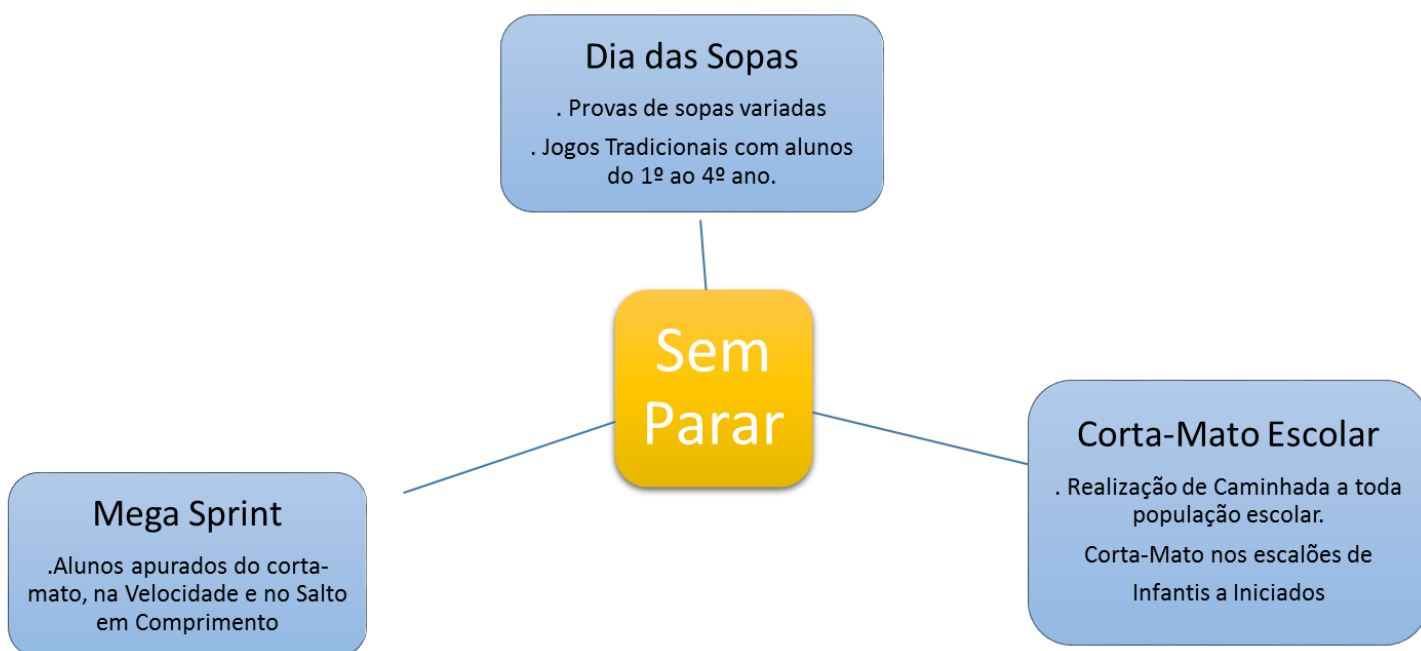 Dia das Sopas
. Provas de sopas variadas
. Jogos Tradicionais com alunos
do 1º ao 4º ano.
Sem
Parar
Corta-Mato Escolar
. Realização de Caminhada a toda
população escolar.
Corta-Mato nos escalões de
Infantis a Iniciados
Mega Sprint
.Alunos apurados do corta-
mato, na Velocidade e no Salto
em Comprimento